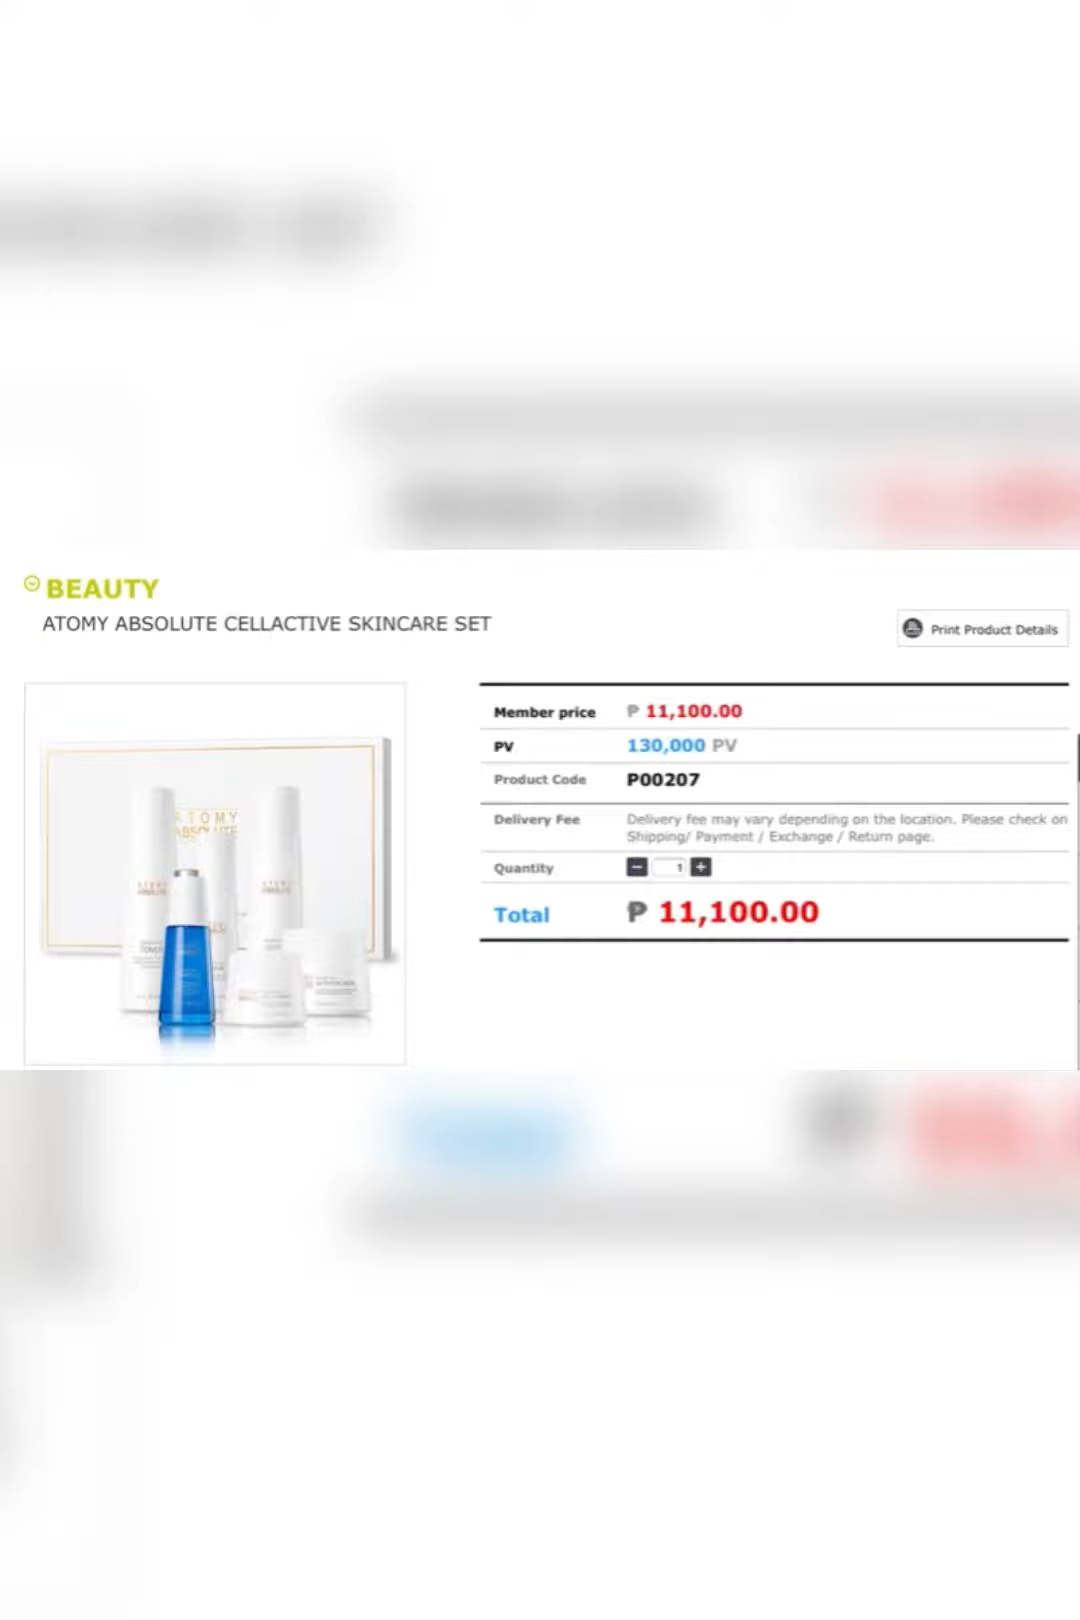 BEAUTY
ATOMY ABSOLUTE CELLACTIVE SKINCARE SET
Print Product Details
Member price ₱ 11,100.00
PV 130,000 PV
Product Code P00207
Delivery Fee Delivery fee may vary depending on the location. Please check on
Shipping/ Payment / Exchange / Return page.
Quantity − 1 +
Total ₱ 11,100.00
ATOMY
ABSOLUTE